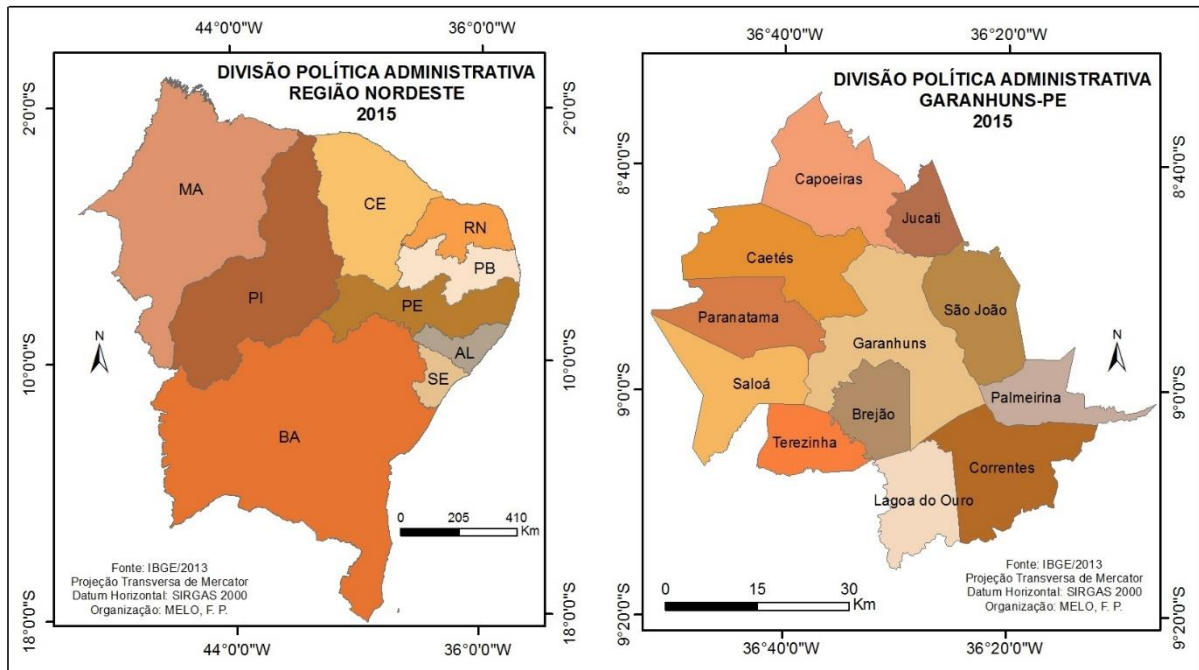 44°0'0"W
36°0'0"W
DIVISÃO POLÍTICA ADMINISTRATIVA
REGIÃO NORDESTE
2015
2°0'0"S
2°0'0"S
MA
CE
RN
PB
PI
PE
AL
SE
BA
N
10°0'0"S
10°0'0"S
0 205 410
Km
Fonte: IBGE/2013
Projeção Transversa de Mercator
Datum Horizontal: SIRGAS 2000
Organização: MELO, F. P.
18°0'0"S
18°0'0"S
44°0'0"W
36°0'0"W
36°40'0"W
36°20'0"W
DIVISÃO POLÍTICA ADMINISTRATIVA
GARANHUNS-PE
2015
8°40'0"S
8°40'0"S
Capoeiras
Jucati
Caetés
São João
Paranatama
Garanhuns
N
Saloá
Palmeirina
Brejão
Terezinha
Correntes
Lagoa do Ouro
9°0'0"S
9°0'0"S
Fonte: IBGE/2013
Projeção Transversa de Mercator
Datum Horizontal: SIRGAS 2000
Organização: MELO, F. P.
0 15 30
Km
9°20'0"S
9°20'0"S
36°40'0"W
36°20'0"W